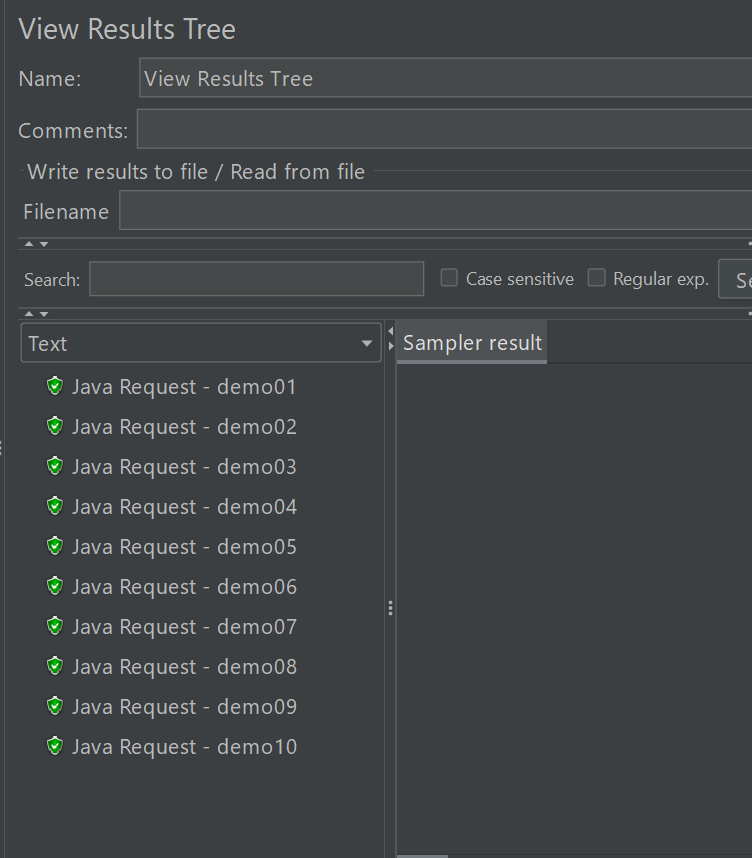 View Results Tree
Name: View Results Tree
Comments:
Write results to file / Read from file
Filename
Search: Case sensitive Regular exp. Se
Text
Sampler result
Java Request - demo01
Java Request - demo02
Java Request - demo03
Java Request - demo04
Java Request - demo05
Java Request - demo06
Java Request - demo07
Java Request - demo08
Java Request - demo09
Java Request - demo10